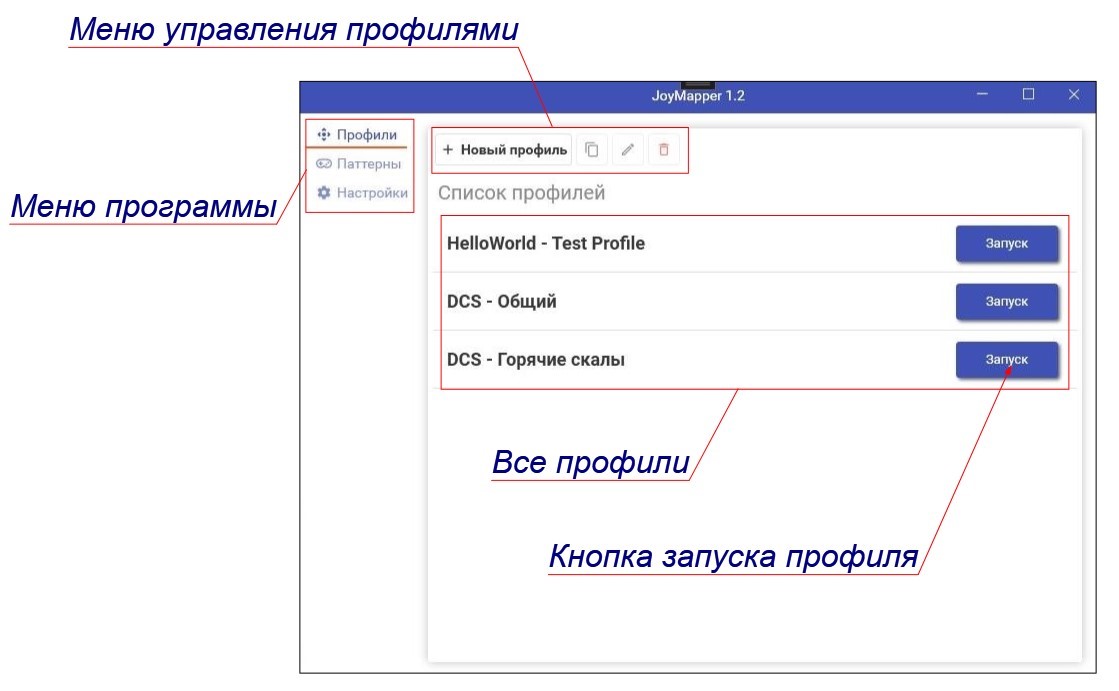 Меню управления профилями
JoyMapper 1.2
Профили
Паттерны
Настройки
Меню программы
+ Новый профиль
Список профилей
HelloWorld - Test Profile
Запуск
DCS - Общий
Запуск
DCS - Горячие скалы
Запуск
Все профили
Кнопка запуска профиля